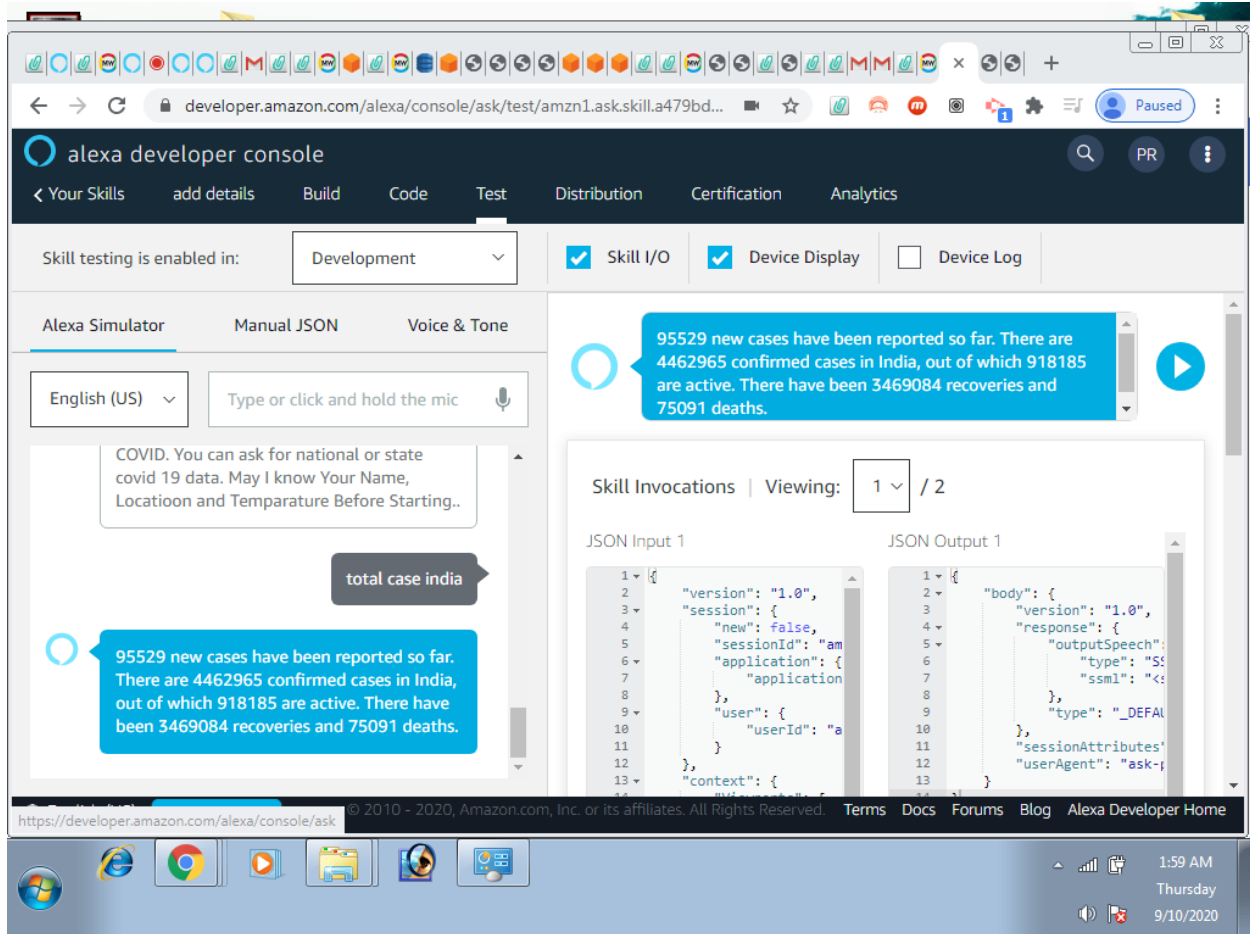 developer.amazon.com/alexa/console/ask/test/amzn1.ask.skill.a479bd...
1
Paused
alexa developer console
PR
Your Skills add details Build Code Test Distribution Certification Analytics
Skill testing is enabled in:
Development
Skill I/O
Device Display
Device Log
Alexa Simulator
Manual JSON
Voice & Tone
English (US)
Type or click and hold the mic
COVID. You can ask for national or state
covid 19 data. May I know Your Name,
Locatioon and Temparature Before Starting..
total case india
95529 new cases have been reported so far.
There are 4462965 confirmed cases in India,
out of which 918185 are active. There have
been 3469084 recoveries and 75091 deaths.
95529 new cases have been reported so far. There are
4462965 confirmed cases in India, out of which 918185
are active. There have been 3469084 recoveries and
75091 deaths.
Skill Invocations | Viewing: 1 / 2
JSON Input 1
1 {
2 "version": "1.0",
3 "session": {
4 "new": false,
5 "sessionId": "am
6 "application": {
7 "application
8 },
9 "user": {
10 "userId": "a
11 }
12 },
13 "context": {
JSON Output 1
1 {
2 "body": {
3 "version": "1.0",
4 "response": {
5 "outputSpeech":
6 "type": "SS
7 "ssml": "<s
8 },
9 "type": "_DEFAU
10 },
11 "sessionAttributes"
12 "userAgent": "ask-p
13 }
https://developer.amazon.com/alexa/console/ask
© 2010 - 2020, Amazon.com, Inc. or its affiliates. All Rights Reserved. Terms Docs Forums Blog Alexa Developer Home
1:59 AM
Thursday
9/10/2020